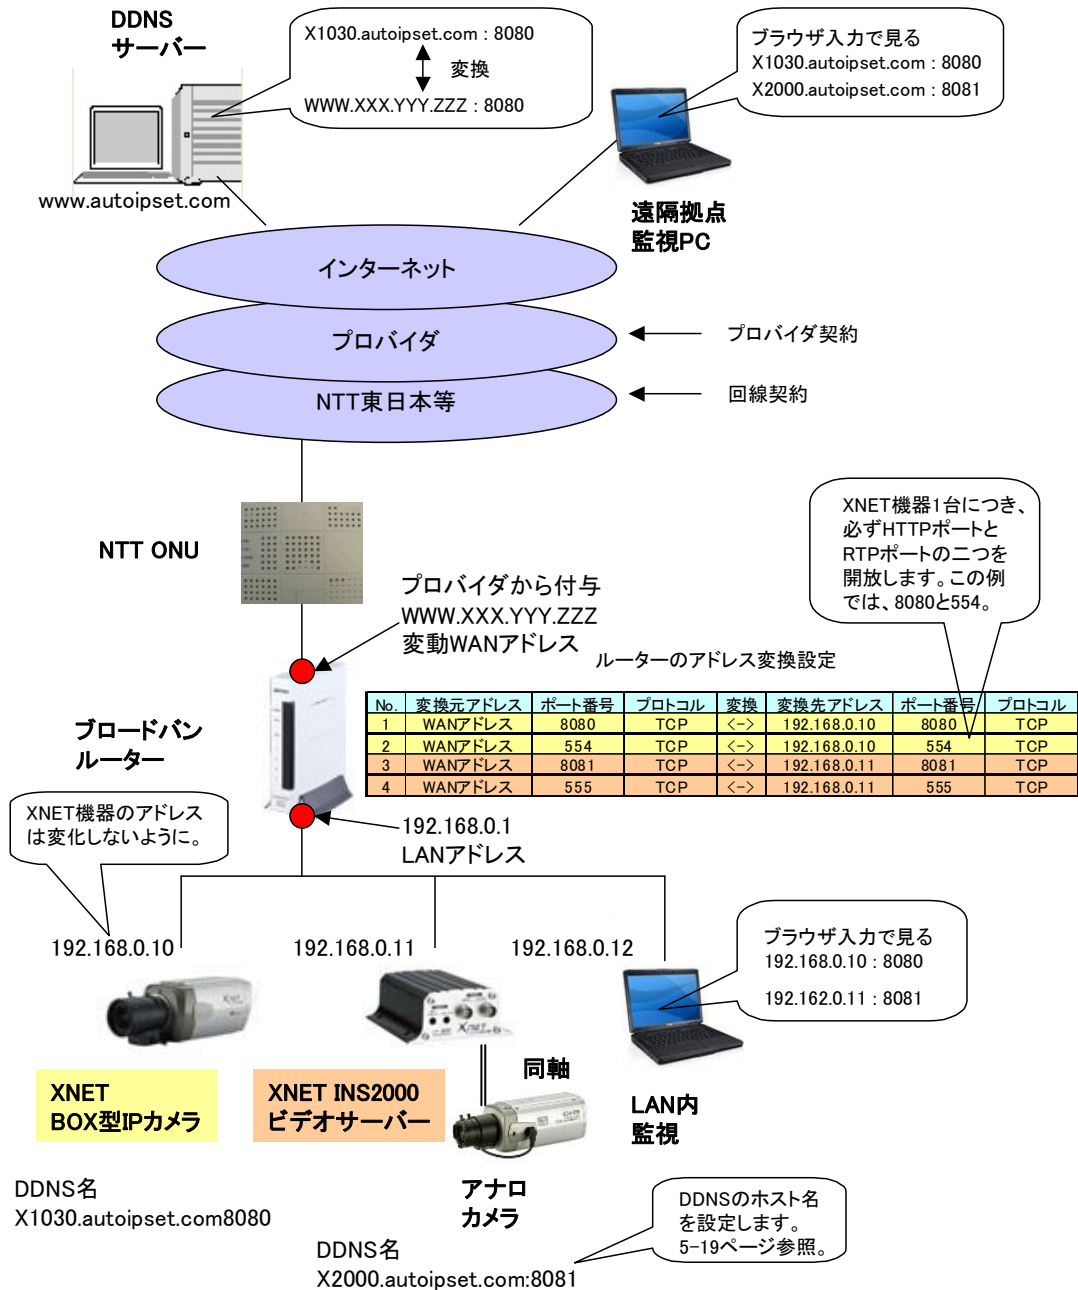 DDNS
サーバー
X1030.autoipset.com : 8080
変換
WWW.XXX.YYY.ZZZ : 8080
ブラウザ入力で見る
X1030.autoipset.com : 8080
X2000.autoipset.com : 8081
www.autoipset.com
遠隔拠点
監視PC
インターネット
プロバイダ
プロバイダ契約
NTT東日本等
回線契約
XNET機器1台につき、
必ずHTTPポートと
RTPポートの二つを
開放します。この例
では、8080と554。
NTT ONU
プロバイダから付与
WWW.XXX.YYY.ZZZ
変動WANアドレス
ルーターのアドレス変換設定
No. 変換元アドレス ポート番号 プロトコル 変換 変換先アドレス ポート番号 プロトコル
1 WANアドレス 8080 TCP <-> 192.168.0.10 8080 TCP
2 WANアドレス 554 TCP <-> 192.168.0.10 554 TCP
3 WANアドレス 8081 TCP <-> 192.168.0.11 8081 TCP
4 WANアドレス 555 TCP <-> 192.168.0.11 555 TCP
ブロードバン
ルーター
XNET機器のアドレス
は変化しないように。
192.168.0.1
LANアドレス
192.168.0.10
192.168.0.11
192.168.0.12
ブラウザ入力で見る
192.168.0.10 : 8080
192.162.0.11 : 8081
Xnet
Xnet
同軸
XNET
BOX型IPカメラ
XNET INS2000
ビデオサーバー
LAN内
監視
アナロ
カメラ
DDNS名
X1030.autoipset.com8080
DDNSのホスト名
を設定します。
5-19ページ参照。
DDNS名
X2000.autoipset.com:8081